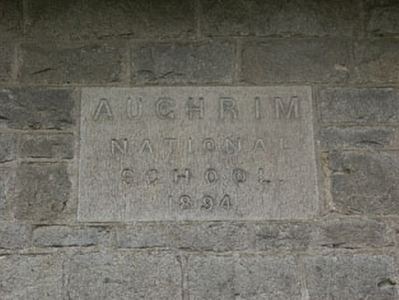 AUGHRIM
NATIONAL
SCHOOL.
1894.